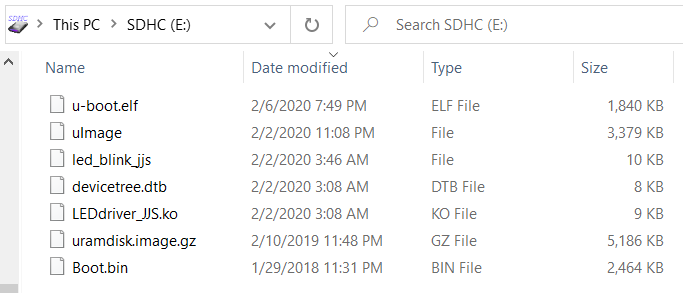 SDHC This PC > SDHC (E:) Search SDHC (E:)
Name Date modified Type Size
u-boot.elf 2/6/2020 7:49 PM ELF File 1,840 KB
uImage 2/2/2020 11:08 PM File 3,379 KB
led_blink_jjs 2/2/2020 3:46 AM File 10 KB
devicetree.dtb 2/2/2020 3:08 AM DTB File 8 KB
LEDdriver_JJS.ko 2/2/2020 3:08 AM KO File 9 KB
uramdisk.image.gz 2/10/2019 11:48 PM GZ File 5,186 KB
Boot.bin 1/29/2018 11:31 PM BIN File 2,464 KB